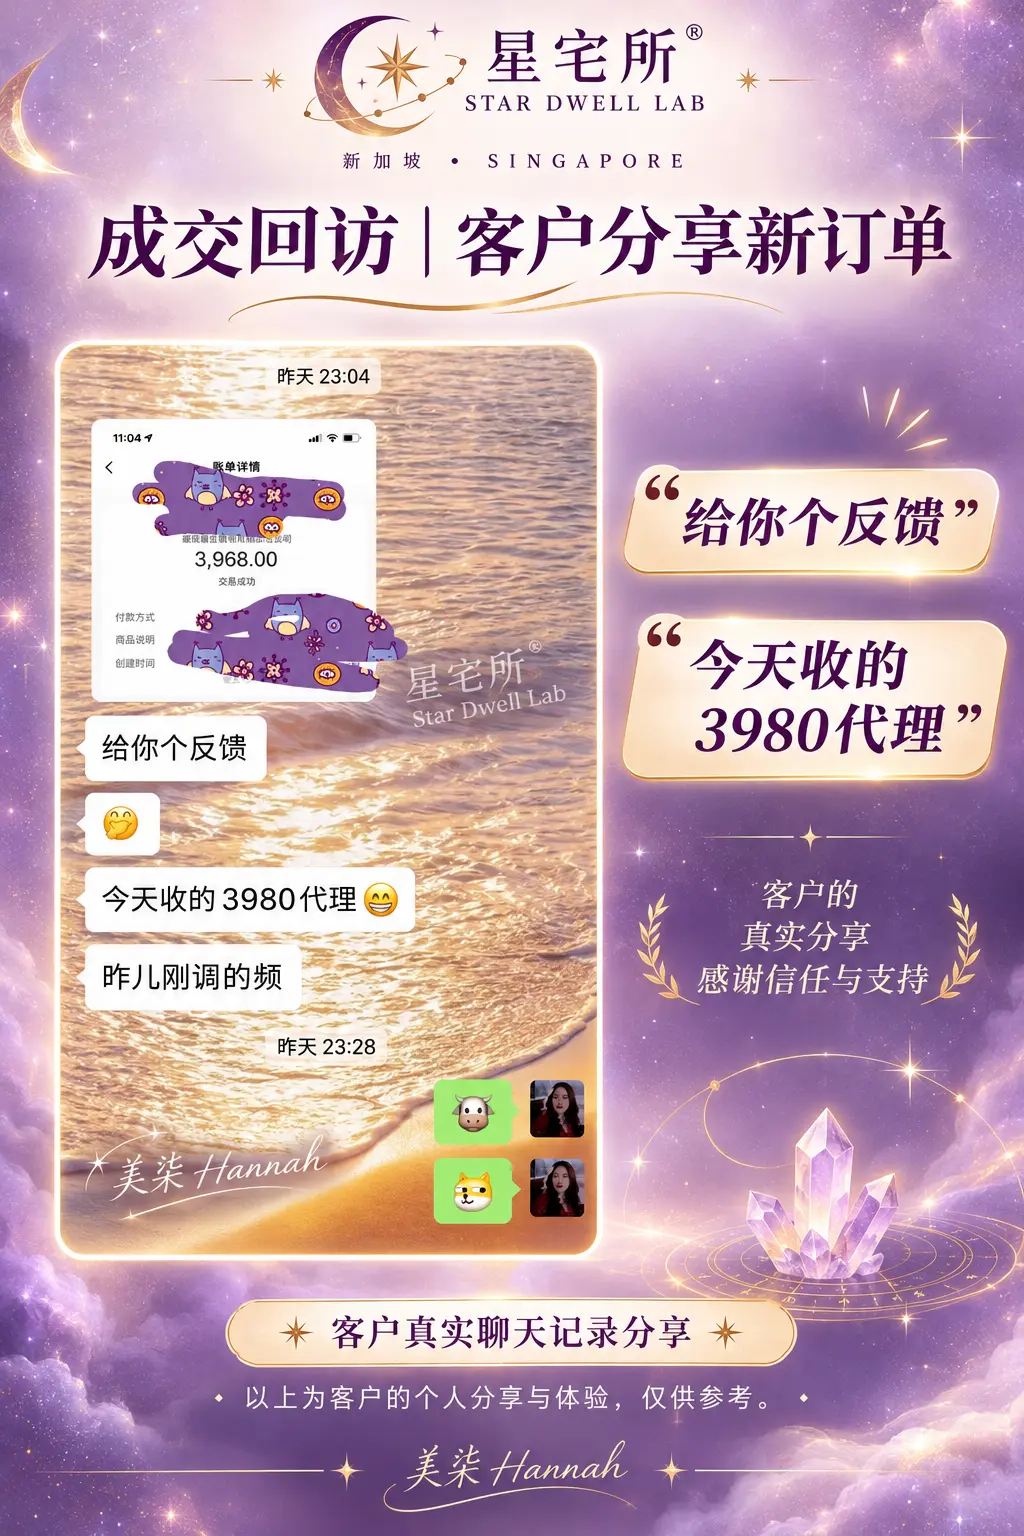 星宅所®
STAR DWELL LAB
新加坡 • SINGAPORE
成交回访｜客户分享新订单
昨天 23:04
11:04
账单详情
3,968.00
交易成功
付款方式
商品说明
创建时间
星宅所®
Star Dwell Lab
给你个反馈
今天收的3980代理
昨儿刚调的频
昨天 23:28
美柒 Hannah
“给你个反馈”
“今天收的
3980代理”
客户的
真实分享
感谢信任与支持
客户真实聊天记录分享
以上为客户的个人分享与体验，仅供参考。
美柒 Hannah